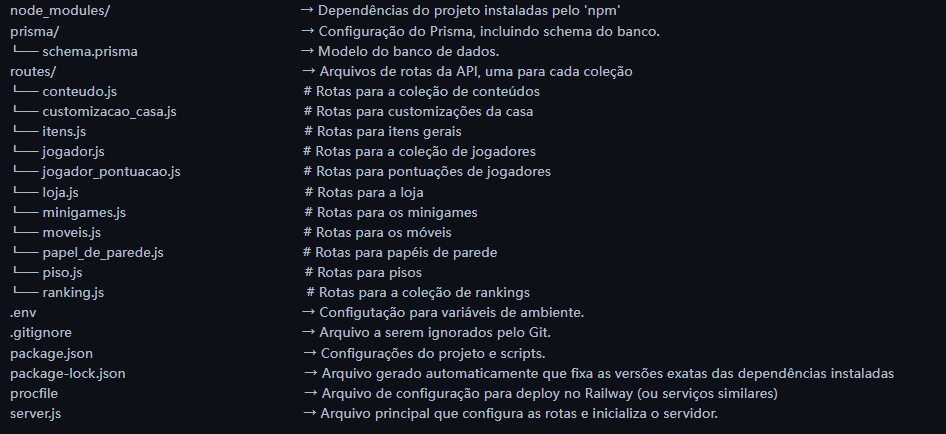 node_modules/ → Dependências do projeto instaladas pelo 'npm'
prisma/ → Configuração do Prisma, incluindo schema do banco.
└── schema.prisma → Modelo do banco de dados.
routes/ → Arquivos de rotas da API, uma para cada coleção
└── conteudo.js # Rotas para a coleção de conteúdos
└── customizacao_casa.js # Rotas para customizações da casa
└── itens.js # Rotas para itens gerais
└── jogador.js # Rotas para a coleção de jogadores
└── jogador_pontuacao.js # Rotas para pontuações de jogadores
└── loja.js # Rotas para a loja
└── minigames.js # Rotas para os minigames
└── moveis.js # Rotas para os móveis
└── papel_de_parede.js # Rotas para papéis de parede
└── piso.js # Rotas para pisos
└── ranking.js # Rotas para a coleção de rankings
.env → Configutação para variáveis de ambiente.
.gitignore → Arquivo a serem ignorados pelo Git.
package.json → Configurações do projeto e scripts.
package-lock.json → Arquivo gerado automaticamente que fixa as versões exatas das dependências instaladas
procfile → Arquivo de configuração para deploy no Railway (ou serviços similares)
server.js → Arquivo principal que configura as rotas e inicializa o servidor.